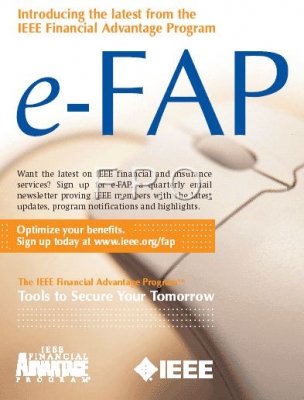 Introducing the latest from the
IEEE Financial Advantage Program
e-FAP
Want the latest on IEEE financial and insurance
services? Sign up for e-FAP, a quarterly email
newsletter proving IEEE members with the latest
updates, program notifications and highlights.
Optimize your benefits.
Sign up today at www.ieee.org/fap
The IEEE Financial Advantage Program™
Tools to Secure Your Tomorrow
IEEE
FINANCIAL
ADVANTAGE
PROGRAM®
IEEE